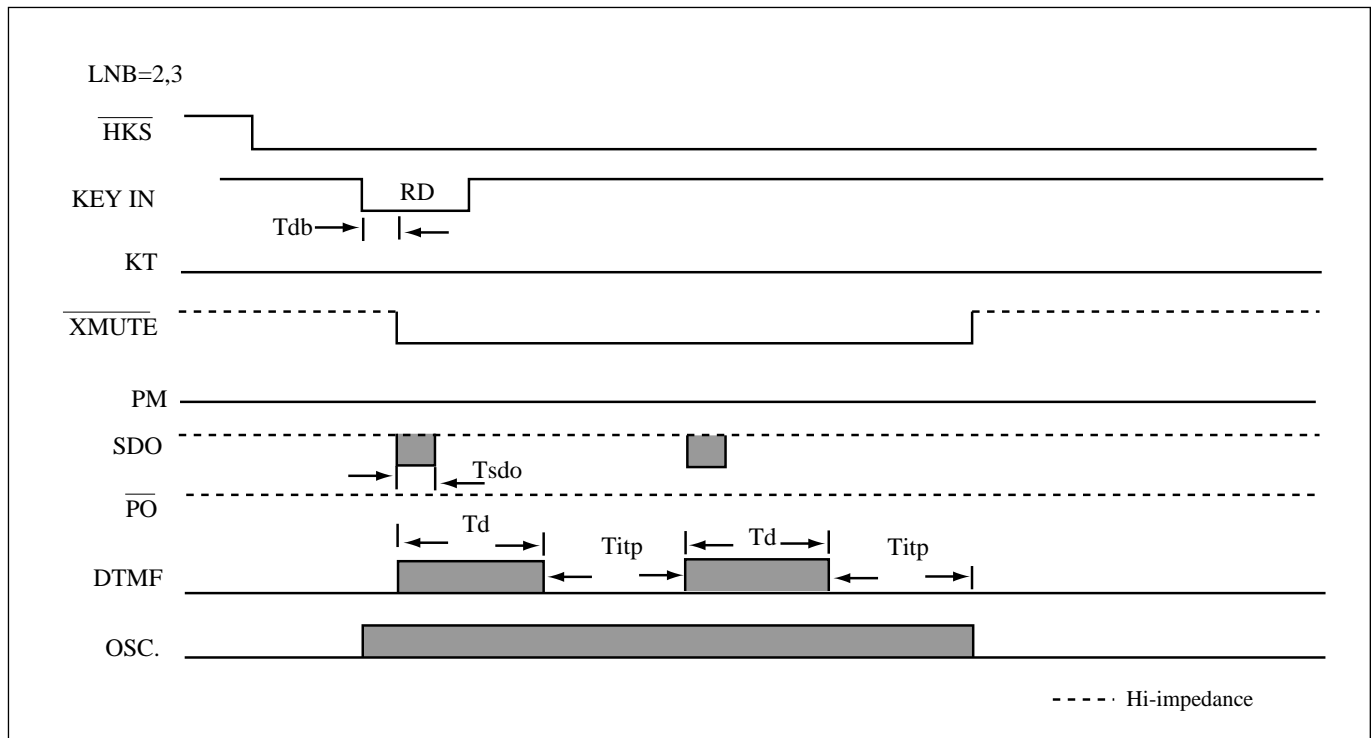 LNB=2,3
HKS
KEY IN
RD
Tdb
KT
XMUTE
PM
SDO
Tsdo
PO
Td
Titp
Td
Titp
DTMF
OSC.
Hi-impedance